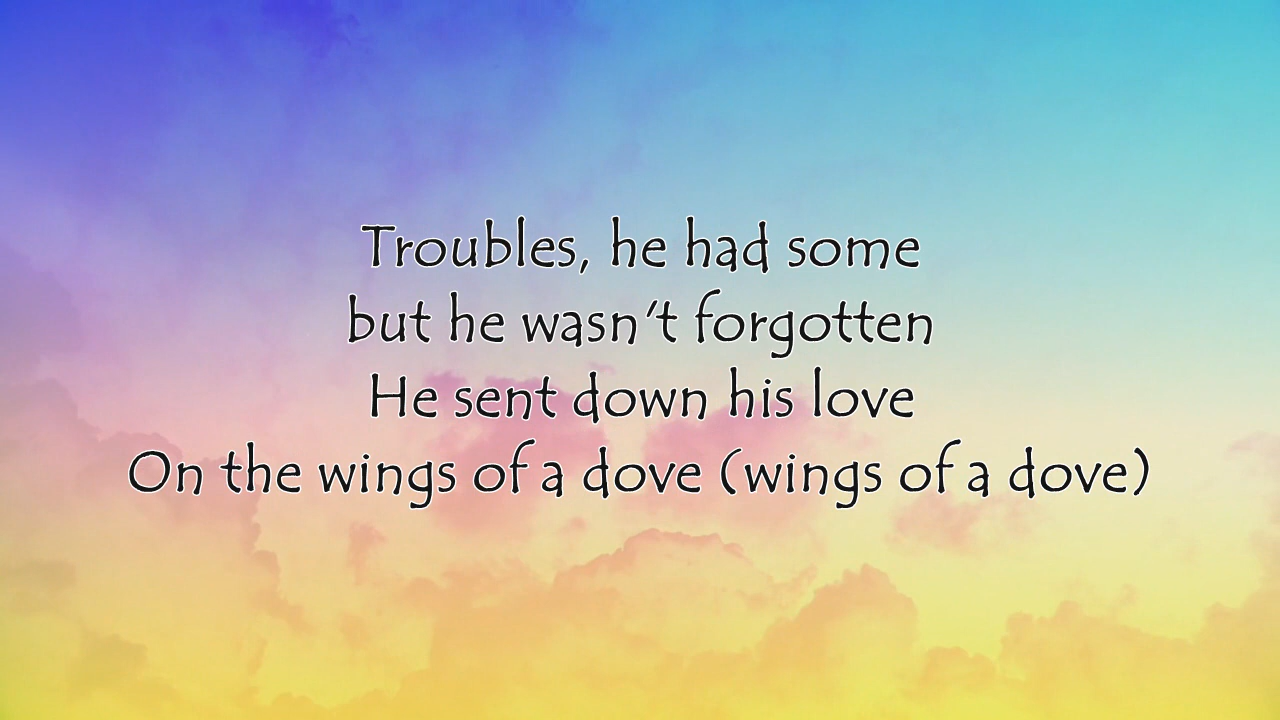 Troubles, he had some
but he wasn't forgotten
He sent down his love
On the wings of a dove (wings of a dove)